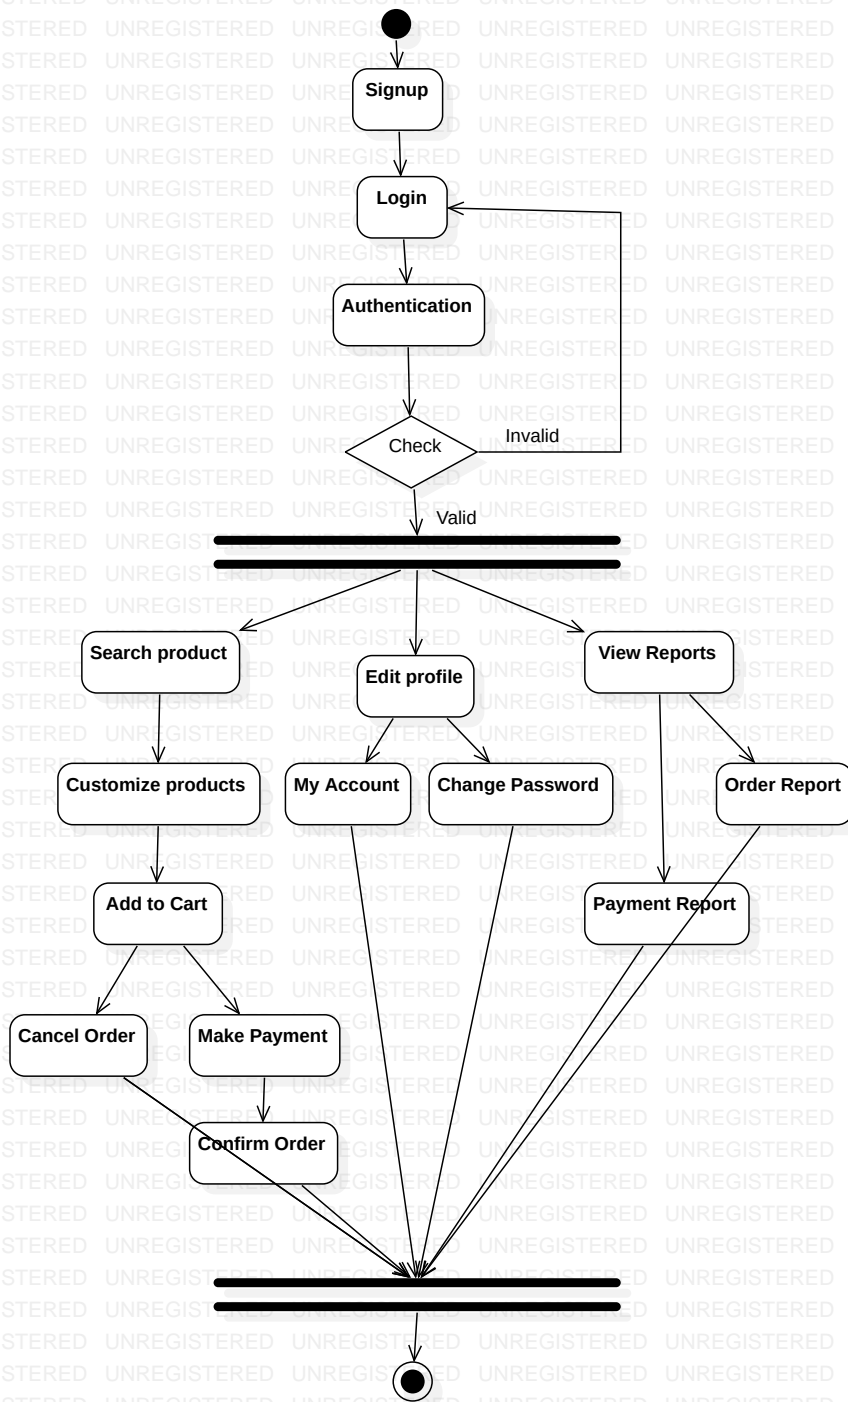 Signup
Login
Authentication
Check
Invalid
Valid
Search product
Edit profile
View Reports
Customize products
My Account
Change Password
Order Report
Add to Cart
Payment Report
Cancel Order
Make Payment
Confirm Order
UNREGISTERED